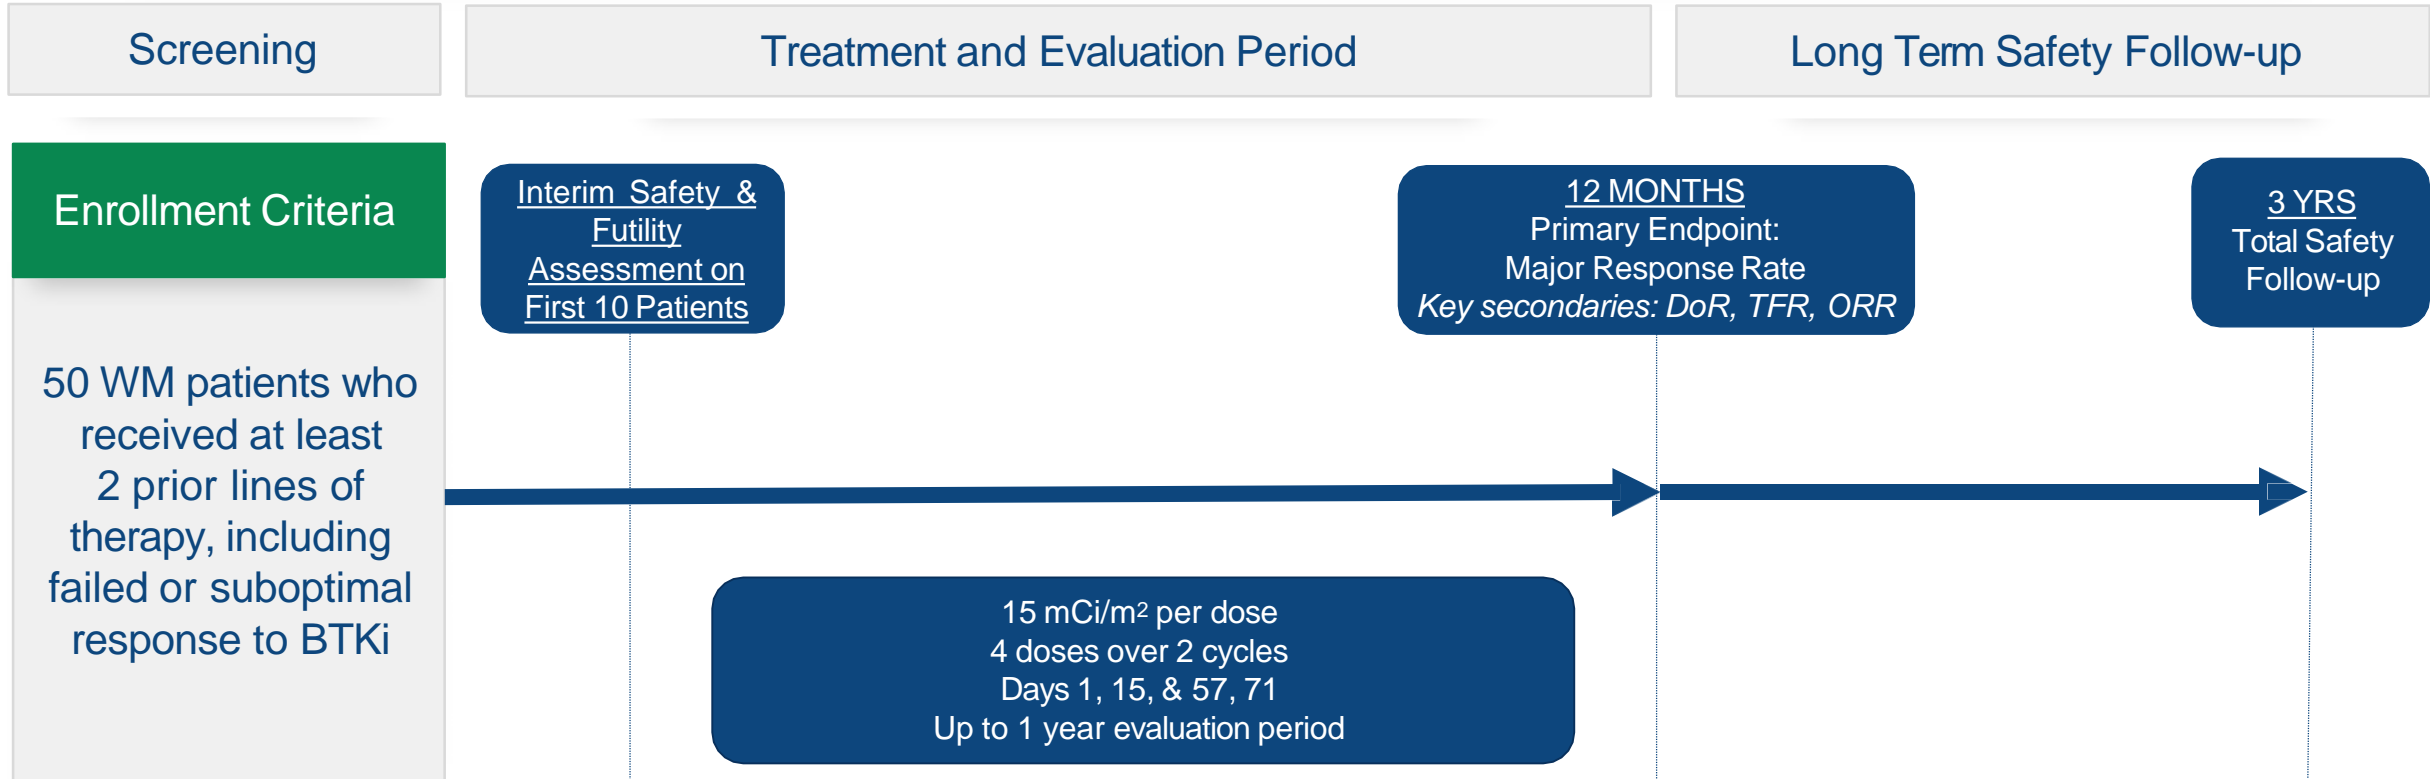 Screening
Treatment and Evaluation Period
Long Term Safety Follow-up
Enrollment Criteria
50 WM patients who
received at least
2 prior lines of
therapy, including
failed or suboptimal
response to BTKi
Interim Safety &
Futility
Assessment on
First 10 Patients
12 MONTHS
Primary Endpoint:
Major Response Rate
Key secondaries: DoR, TFR, ORR
3 YRS
Total Safety
Follow-up
15 mCi/m² per dose
4 doses over 2 cycles
Days 1, 15, & 57, 71
Up to 1 year evaluation period